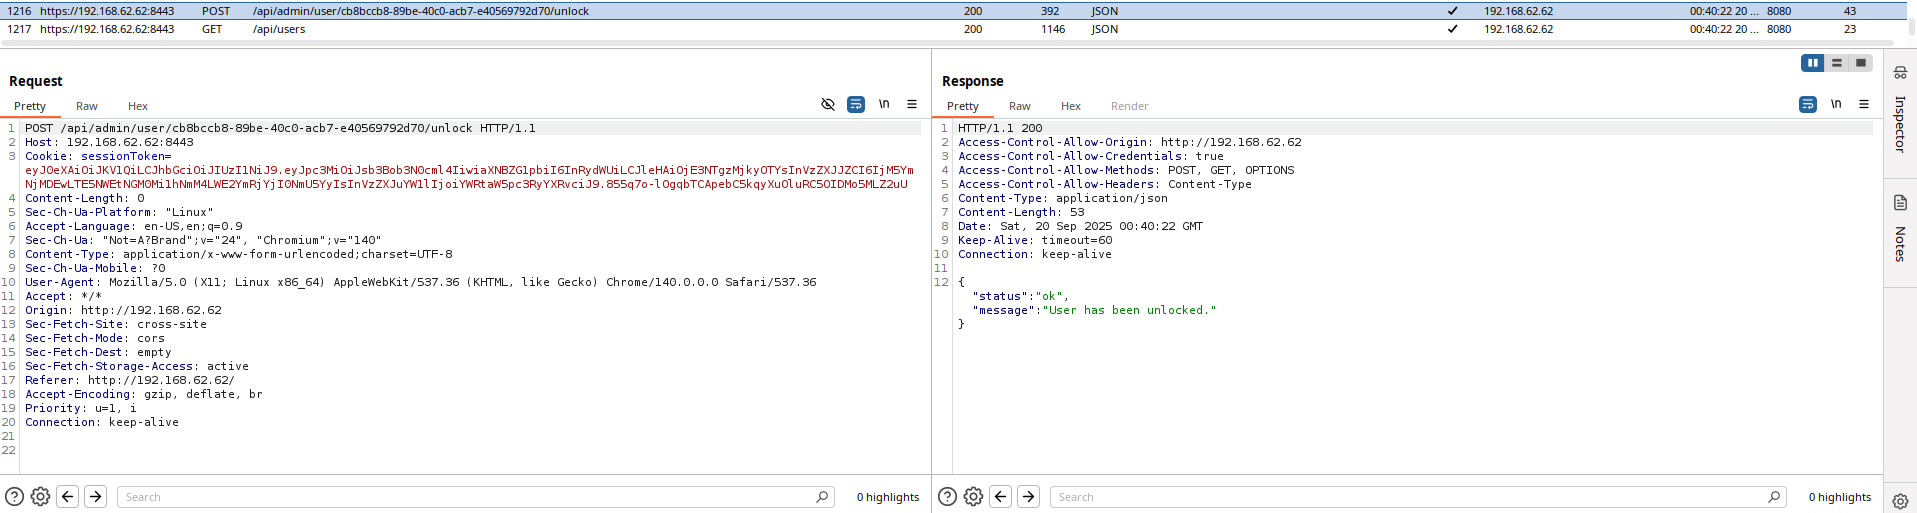 1216 https://192.168.62.62:8443 POST /api/admin/user/cb8bccb8-89be-40c0-acb7-e40569792d70/unlock 200 392 JSON ✓ 192.168.62.62 00:40:22 20 ... 8080 43
1217 https://192.168.62.62:8443 GET /api/users 200 1146 JSON ✓ 192.168.62.62 00:40:22 20 ... 8080 23
Request
Pretty Raw Hex
\n
1 POST /api/admin/user/cb8bccb8-89be-40c0-acb7-e40569792d70/unlock HTTP/1.1
2 Host: 192.168.62.62:8443
3 Cookie: sessionToken=
4 Content-Length: 0
5 Sec-Ch-Ua-Platform: "Linux"
6 Accept-Language: en-US,en;q=0.9
7 Sec-Ch-Ua: "Not=A?Brand";v="24", "Chromium";v="140"
8 Content-Type: application/x-www-form-urlencoded;charset=UTF-8
9 Sec-Ch-Ua-Mobile: ?0
10 User-Agent: Mozilla/5.0 (X11; Linux x86_64) AppleWebKit/537.36 (KHTML, like Gecko) Chrome/140.0.0.0 Safari/537.36
11 Accept: */*
12 Origin: http://192.168.62.62
13 Sec-Fetch-Site: cross-site
14 Sec-Fetch-Mode: cors
15 Sec-Fetch-Dest: empty
16 Sec-Fetch-Storage-Access: active
17 Referer: http://192.168.62.62/
18 Accept-Encoding: gzip, deflate, br
19 Priority: u=1, i
20 Connection: keep-alive
21
22
Search
0 highlights
Response
Pretty Raw Hex Render
\n
1 HTTP/1.1 200
2 Access-Control-Allow-Origin: http://192.168.62.62
3 Access-Control-Allow-Credentials: true
4 Access-Control-Allow-Methods: POST, GET, OPTIONS
5 Access-Control-Allow-Headers: Content-Type
6 Content-Type: application/json
7 Content-Length: 53
8 Date: Sat, 20 Sep 2025 00:40:22 GMT
9 Keep-Alive: timeout=60
10 Connection: keep-alive
11
12 {
"status":"ok",
"message":"User has been unlocked."
}
Search
0 highlights
Inspector
Notes